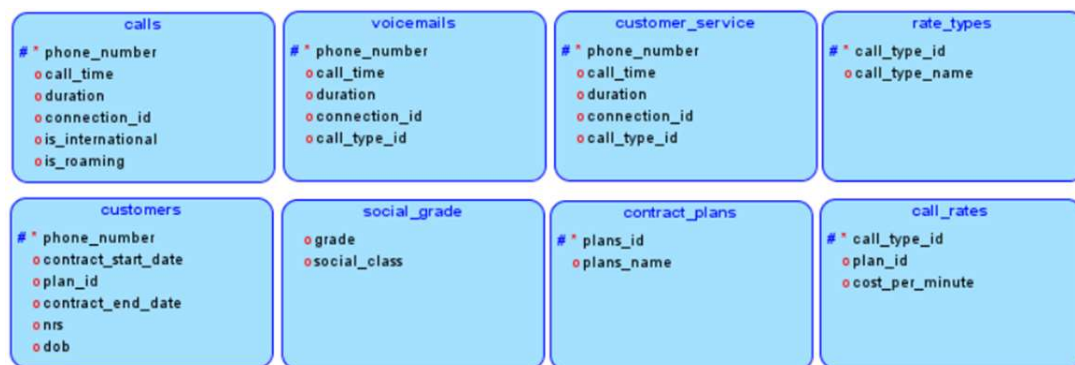 calls
# * phone_number
o call_time
o duration
o connection_id
o is_international
o is_roaming
voicemails
# * phone_number
o call_time
o duration
o connection_id
o call_type_id
customer_service
# * phone_number
o call_time
o duration
o connection_id
o call_type_id
rate_types
# * call_type_id
o call_type_name
customers
# * phone_number
o contract_start_date
o plan_id
o contract_end_date
o nrs
o dob
social_grade
o grade
o social_class
contract_plans
# * plans_id
o plans_name
call_rates
# * call_type_id
o plan_id
o cost_per_minute